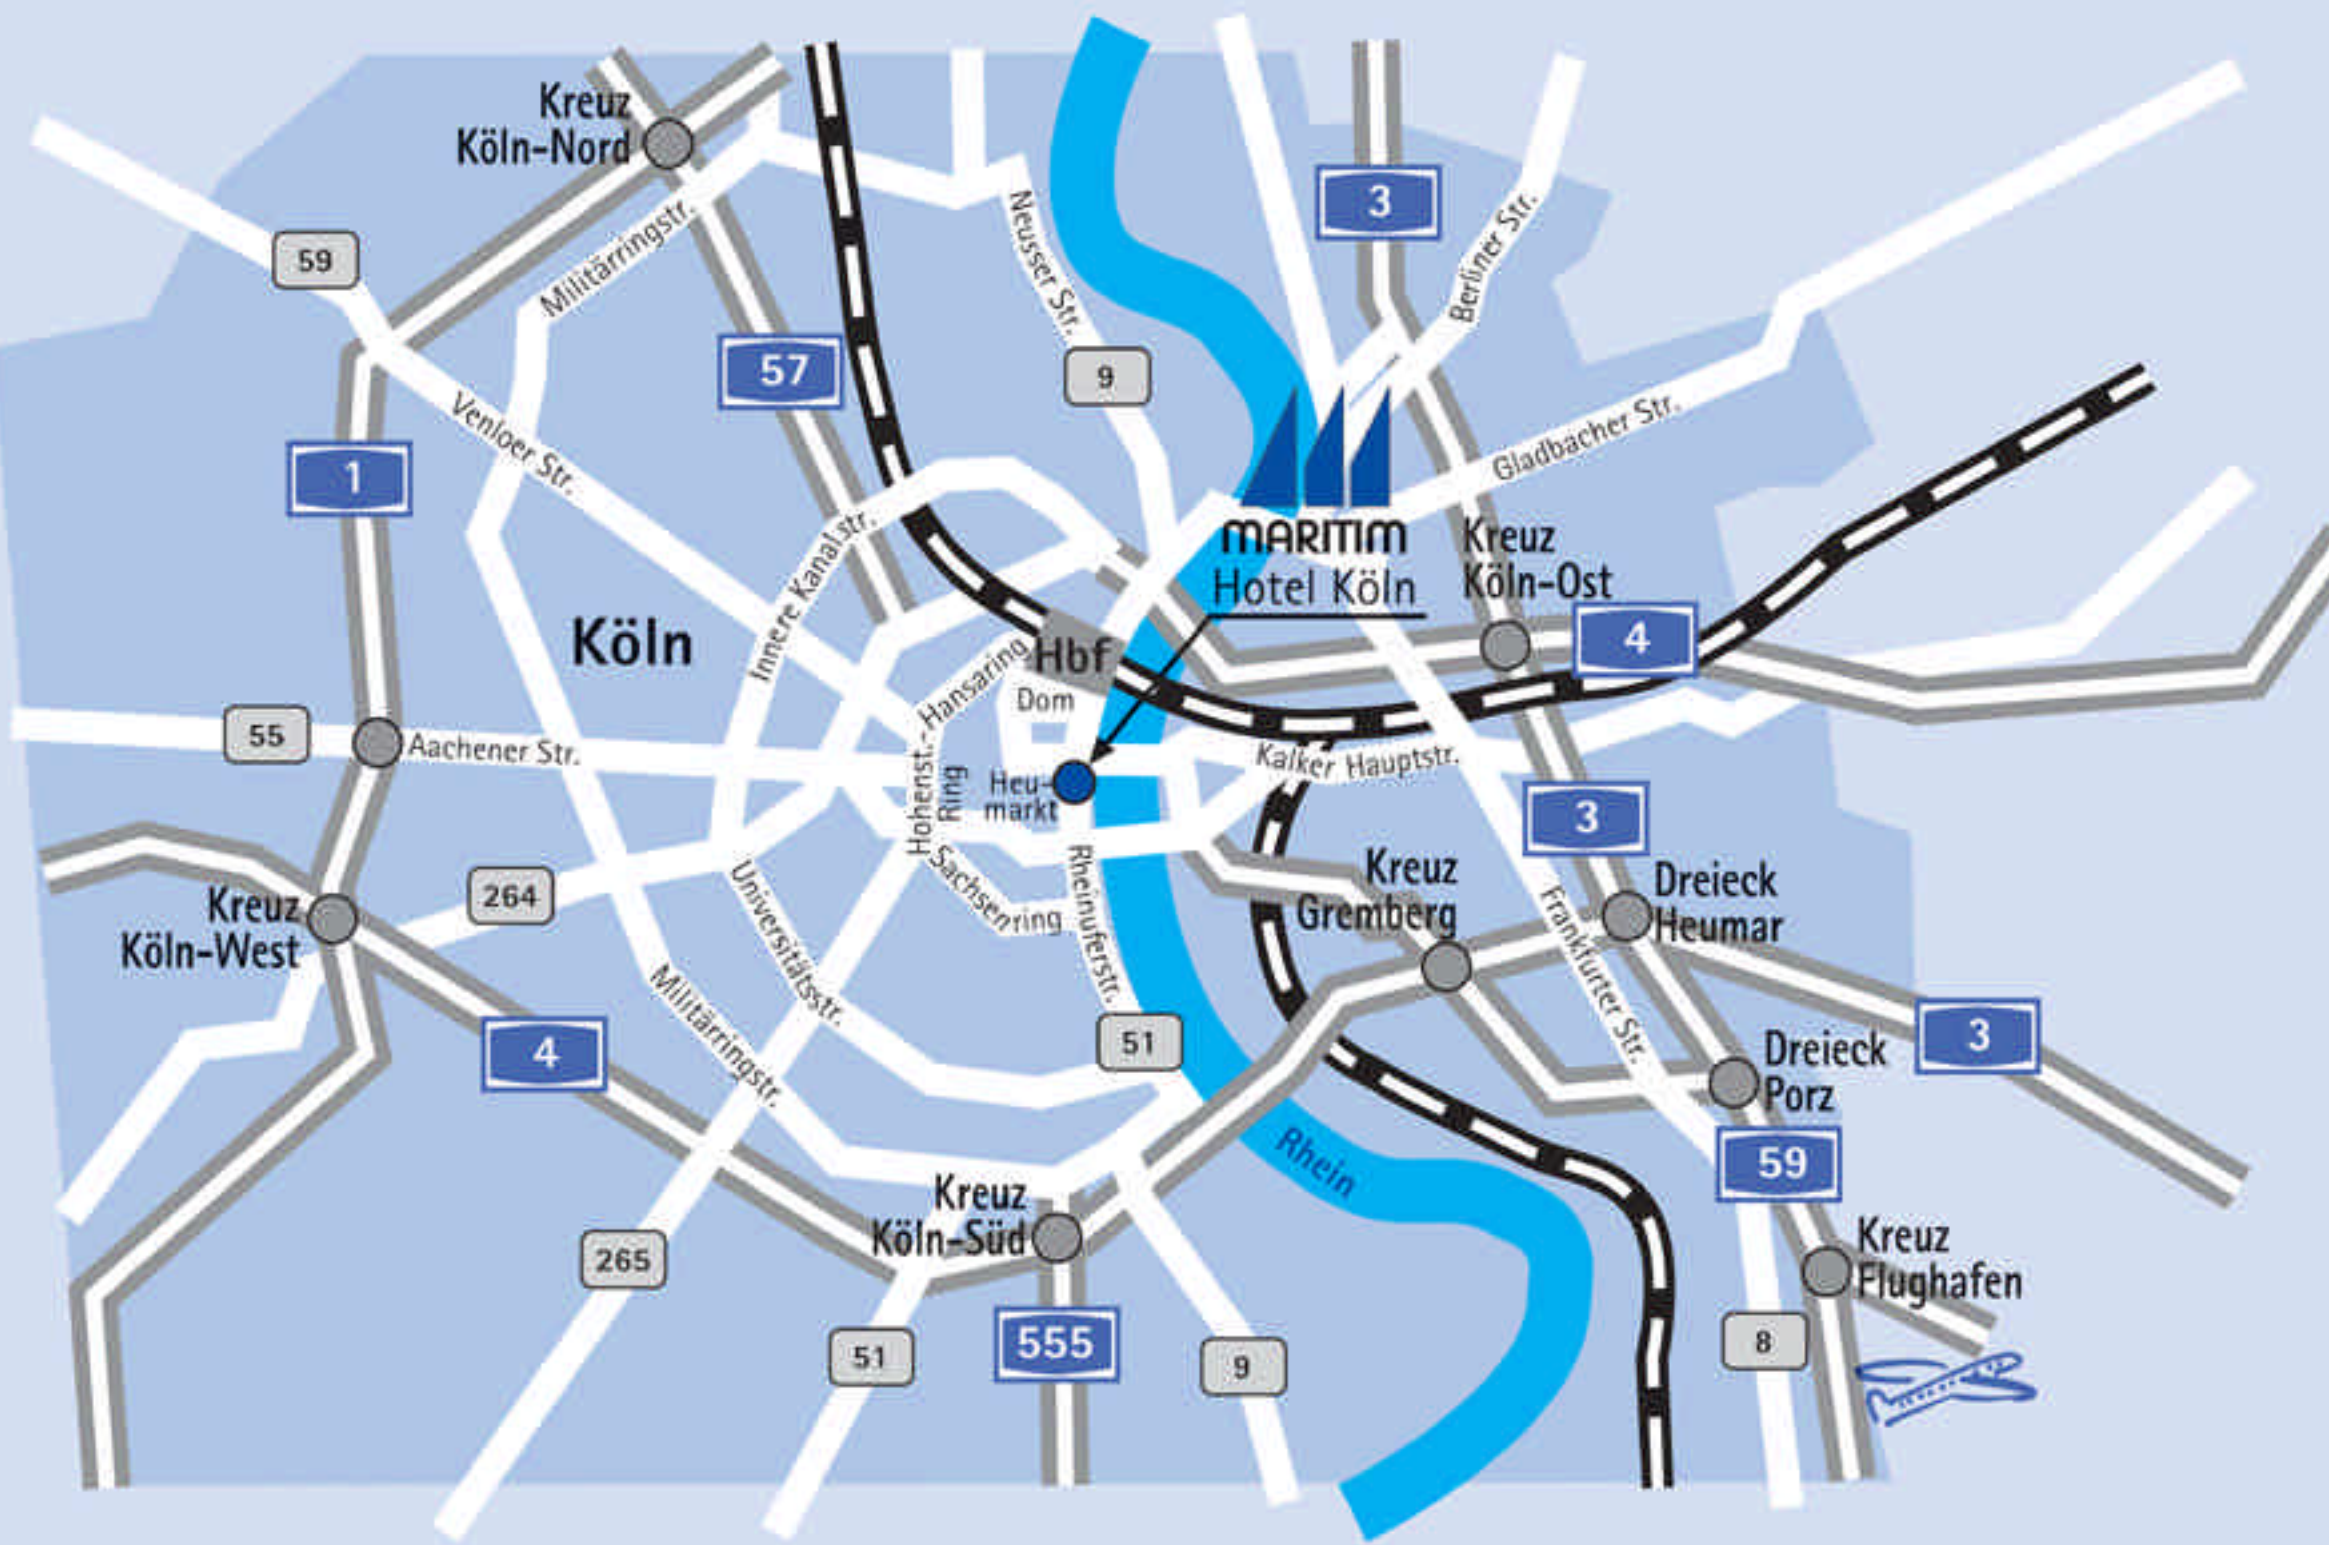 Kreuz
Köln-Nord
3
59
Militärringstr.
Neusser Str.
Berliner Str.
57
9
Venloer Str.
Gladbacher Str.
1
MARITIM
Hotel Köln
Kreuz
Köln-Ost
Innere Kanalstr.
Köln
4
Hbf
Dom
Hansaring
55
Aachener Str.
Hohenst.-
Ring
Heu-
markt
Kalker Hauptstr.
3
Kreuz
Gremberg
Dreieck
Heumar
264
Kreuz
Köln-West
Universitätsstr.
Sachsenring
Rheinuferstr.
Frankfurter Str.
Militärringstr.
4
51
3
Dreieck
Porz
Rhein
59
Kreuz
Köln-Süd
265
Kreuz
Flughafen
51
555
9
8